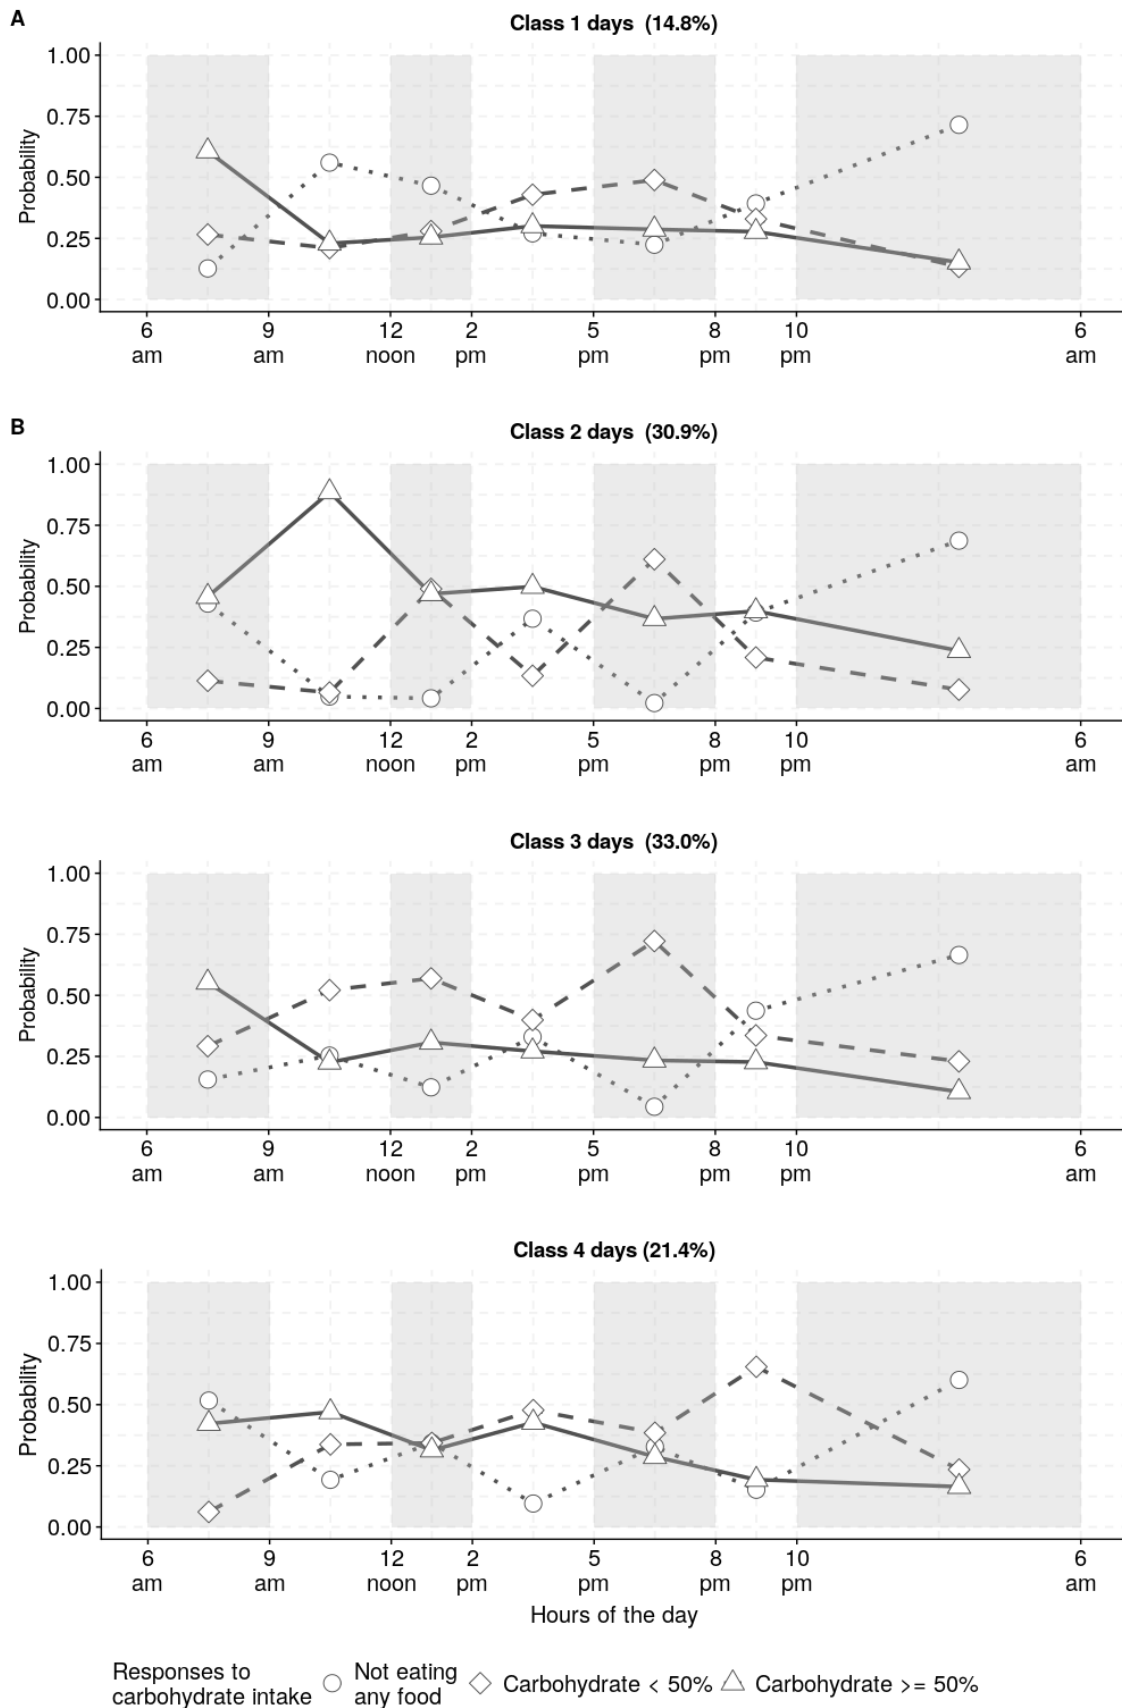 A
Class 1 days (14.8%)
1.00
0.75
0.50
0.25
0.00
Probability
6 9 12 2 5 8 10 6
am am noon pm pm pm pm am
B
Class 2 days (30.9%)
1.00
0.75
0.50
0.25
0.00
Probability
6 9 12 2 5 8 10 6
am am noon pm pm pm pm am
Class 3 days (33.0%)
1.00
0.75
0.50
0.25
0.00
Probability
6 9 12 2 5 8 10 6
am am noon pm pm pm pm am
Class 4 days (21.4%)
1.00
0.75
0.50
0.25
0.00
Probability
6 9 12 2 5 8 10 6
am am noon pm pm pm pm am
Hours of the day
Responses to
carbohydrate intake
Not eating
any food
Carbohydrate < 50%
Carbohydrate >= 50%